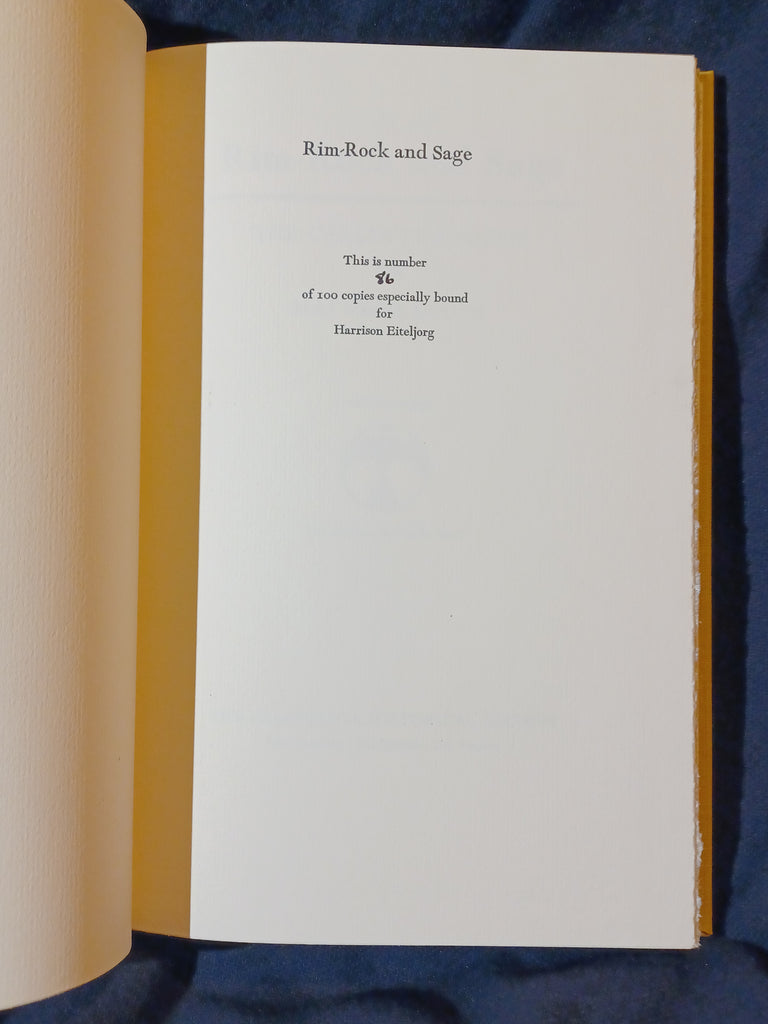 Rim-Rock and Sage
This is number
86
of 100 copies especially bound
for
Harrison Eiteljorg